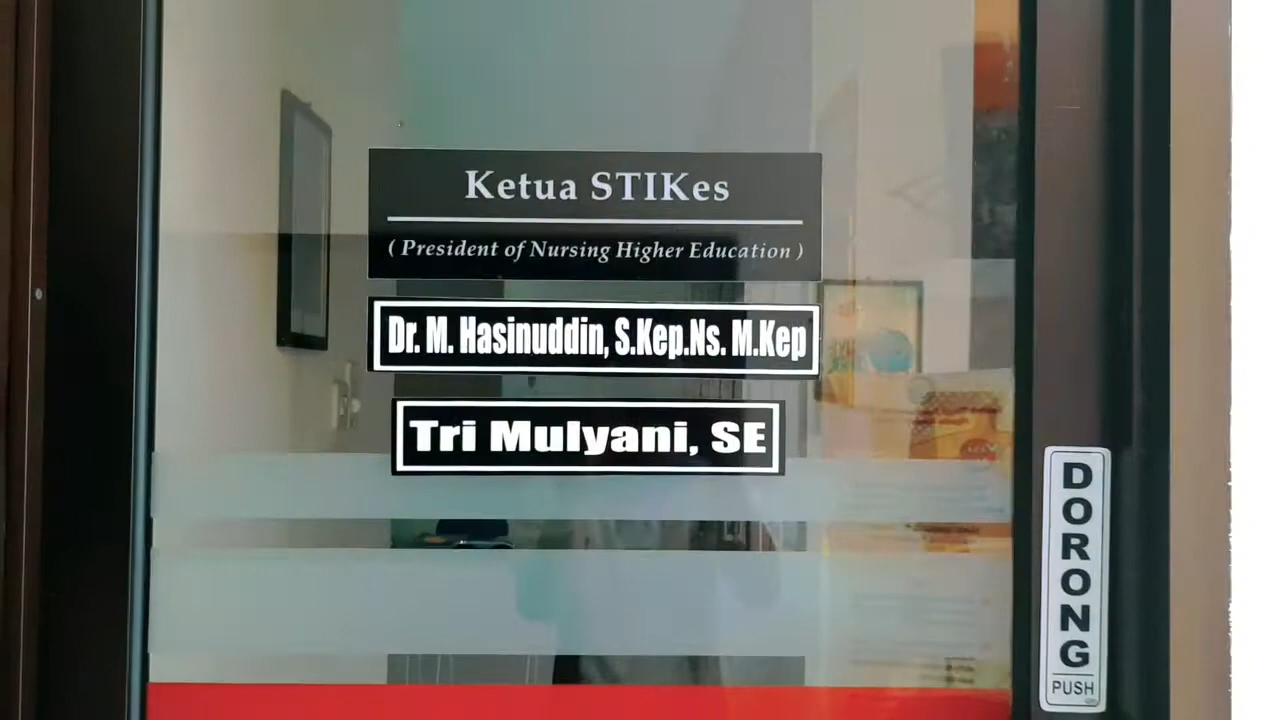 Ketua STIKes
( President of Nursing Higher Education )
Dr. M. Hasinuddin, S.Kep.Ns. M.Kep
Tri Mulyani, SE
DORONG
PUSH